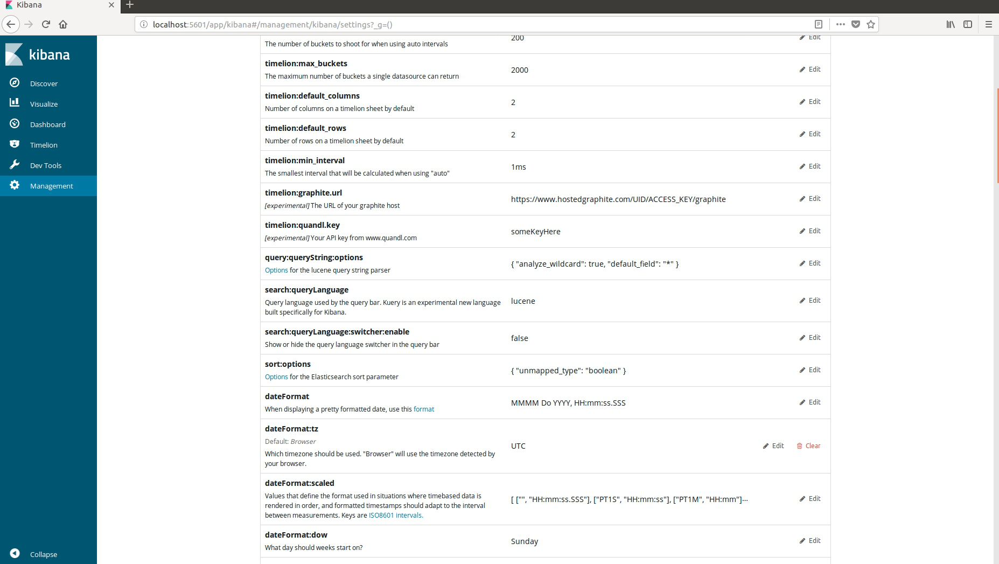 Kibana
localhost:5601/app/kibana#/management/kibana/settings?_g=()
kibana
Discover
Visualize
Dashboard
Timelion
Dev Tools
Management
Collapse
The number of buckets to shoot for when using auto intervals
200
Edit
timelion:max_buckets
The maximum number of buckets a single datasource can return
2000
Edit
timelion:default_columns
Number of columns on a timelion sheet by default
2
Edit
timelion:default_rows
Number of rows on a timelion sheet by default
2
Edit
timelion:min_interval
The smallest interval that will be calculated when using "auto"
1ms
Edit
timelion:graphite.url
[experimental] The URL of your graphite host
https://www.hostedgraphite.com/UID/ACCESS_KEY/graphite
Edit
timelion:quandl.key
[experimental] Your API key from www.quandl.com
someKeyHere
Edit
query:queryString:options
Options for the lucene query string parser
{ "analyze_wildcard": true, "default_field": "*" }
Edit
search:queryLanguage
Query language used by the query bar. Kuery is an experimental new language
built specifically for Kibana.
lucene
Edit
search:queryLanguage:switcher:enable
Show or hide the query language switcher in the query bar
false
Edit
sort:options
Options for the Elasticsearch sort parameter
{ "unmapped_type": "boolean" }
Edit
dateFormat
When displaying a pretty formatted date, use this format
MMMM Do YYYY, HH:mm:ss.SSS
Edit
dateFormat:tz
Default: Browser
Which timezone should be used. "Browser" will use the timezone detected by
your browser.
UTC
Edit
Clear
dateFormat:scaled
Values that define the format used in situations where timebased data is
rendered in order, and formatted timestamps should adapt to the interval
between measurements. Keys are ISO8601 intervals.
[ ["", "HH:mm:ss.SSS"], ["PT1S", "HH:mm:ss"], ["PT1M", "HH:mm"]...
Edit
dateFormat:dow
What day should weeks start on?
Sunday
Edit